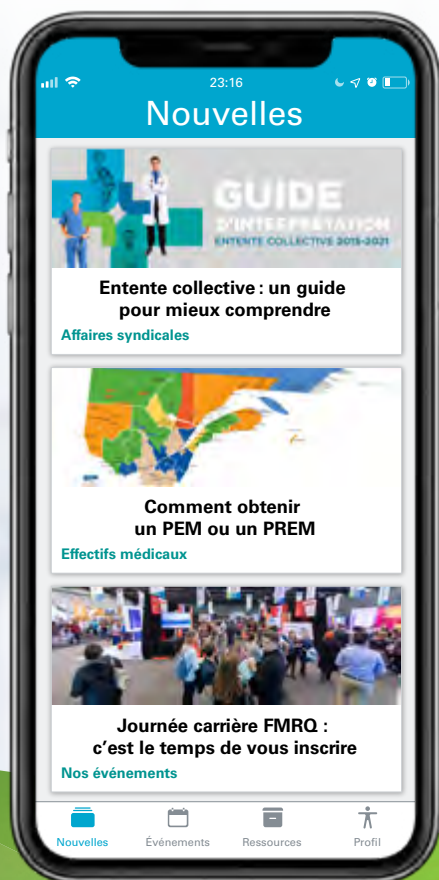 23:16
Nouvelles
GUIDE
D'INTERPRÉTATION
ENTENTE COLLECTIVE 2015-2021
Entente collective : un guide
pour mieux comprendre
Affaires syndicales
Comment obtenir
un PEM ou un PREM
Effectifs médicaux
Journée carrière FMRQ :
c'est le temps de vous inscrire
Nos événements
Nouvelles
Événements
Ressources
Profil